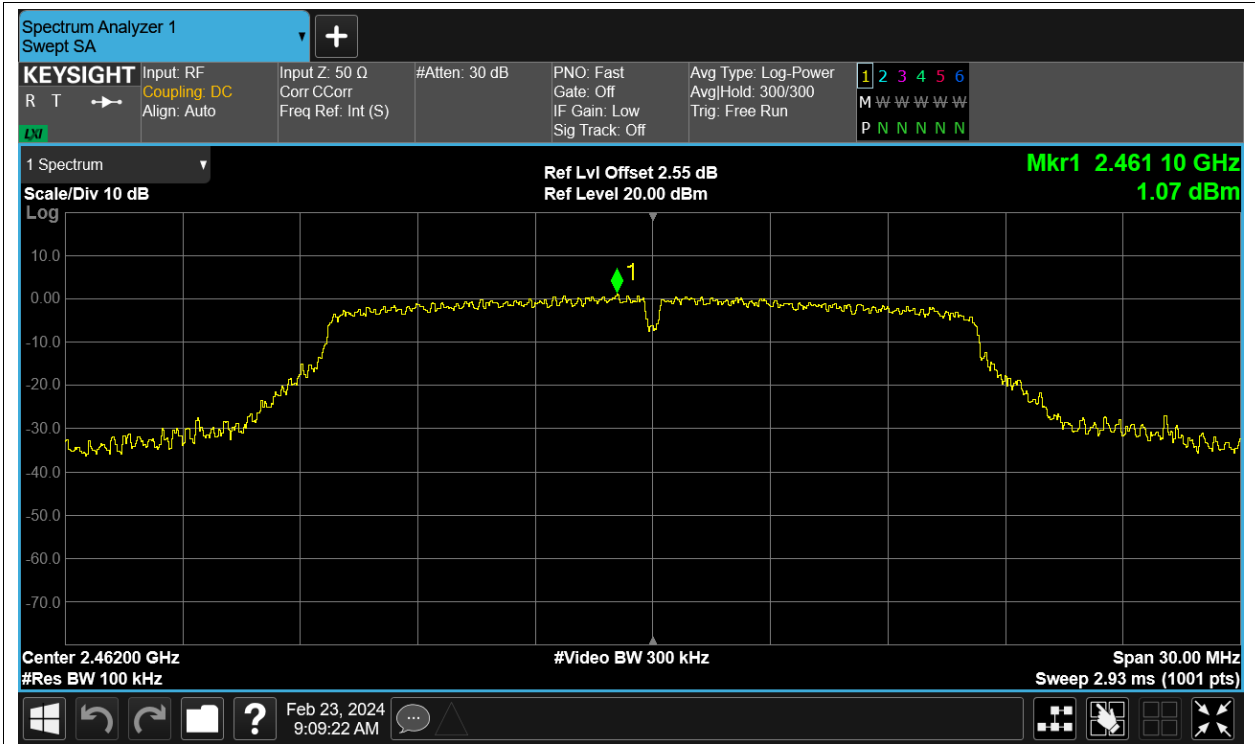 Spectrum Analyzer 1
Swept SA
+
KEYSIGHT
R T
LXI
Input: RF
Coupling: DC
Align: Auto
Input Z: 50 Ω
Corr CCorr
Freq Ref: Int (S)
#Atten: 30 dB
PNO: Fast
Gate: Off
IF Gain: Low
Sig Track: Off
Avg Type: Log-Power
Avg|Hold: 300/300
Trig: Free Run
1 2 3 4 5 6
M W W W W W
P N N N N N
1 Spectrum
Scale/Div 10 dB
Log
Ref Lvl Offset 2.55 dB
Ref Level 20.00 dBm
Mkr1 2.461 10 GHz
1.07 dBm
1
10.0
0.00
-10.0
-20.0
-30.0
-40.0
-50.0
-60.0
-70.0
Center 2.46200 GHz
#Res BW 100 kHz
#Video BW 300 kHz
Span 30.00 MHz
Sweep 2.93 ms (1001 pts)
?
Feb 23, 2024
9:09:22 AM